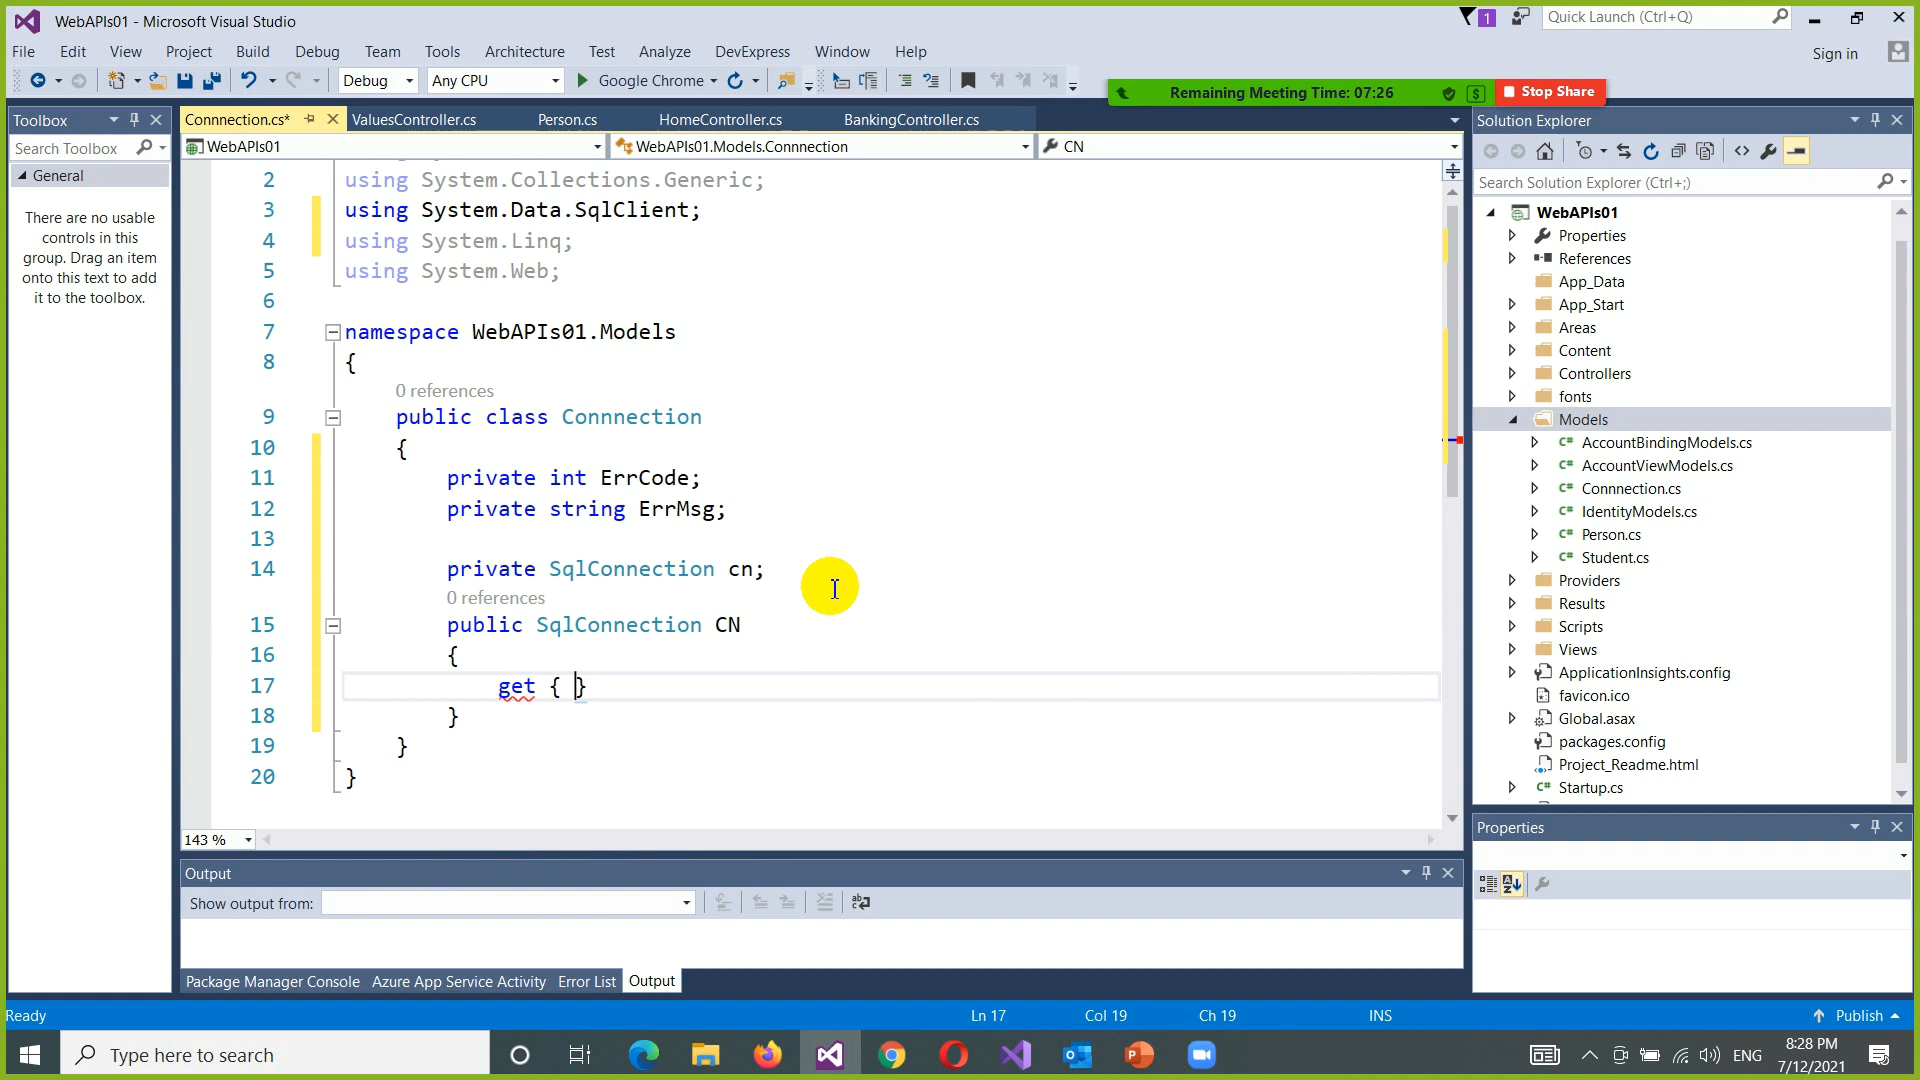 WebAPIs01 - Microsoft Visual Studio
1
Quick Launch (Ctrl+Q)
File Edit View Project Build Debug Team Tools Architecture Test Analyze DevExpress Window Help
Sign in
Debug Any CPU Google Chrome
Remaining Meeting Time: 07:26
Stop Share
Toolbox
Search Toolbox
General
There are no usable
controls in this
group. Drag an item
onto this text to add
it to the toolbox.
Connnection.cs* ValuesController.cs Person.cs HomeController.cs BankingController.cs
WebAPIs01 WebAPIs01.Models.Connnection CN
2 using System.Collections.Generic;
3 using System.Data.SqlClient;
4 using System.Linq;
5 using System.Web;
6
7 namespace WebAPIs01.Models
8 {
0 references
9 public class Connnection
10 {
11 private int ErrCode;
12 private string ErrMsg;
13
14 private SqlConnection cn;
0 references
15 public SqlConnection CN
16 {
17 get { }
18 }
19 }
20 }
143 %
Output
Show output from:
Package Manager Console Azure App Service Activity Error List Output
Solution Explorer
Search Solution Explorer (Ctrl+;)
WebAPIs01
Properties
References
App_Data
App_Start
Areas
Content
Controllers
fonts
Models
C# AccountBindingModels.cs
C# AccountViewModels.cs
C# Connnection.cs
C# IdentityModels.cs
C# Person.cs
C# Student.cs
Providers
Results
Scripts
Views
ApplicationInsights.config
favicon.ico
Global.asax
packages.config
Project_Readme.html
C# Startup.cs
Properties
Ready Ln 17 Col 19 Ch 19 INS Publish
Type here to search
ENG
8:28 PM
7/12/2021